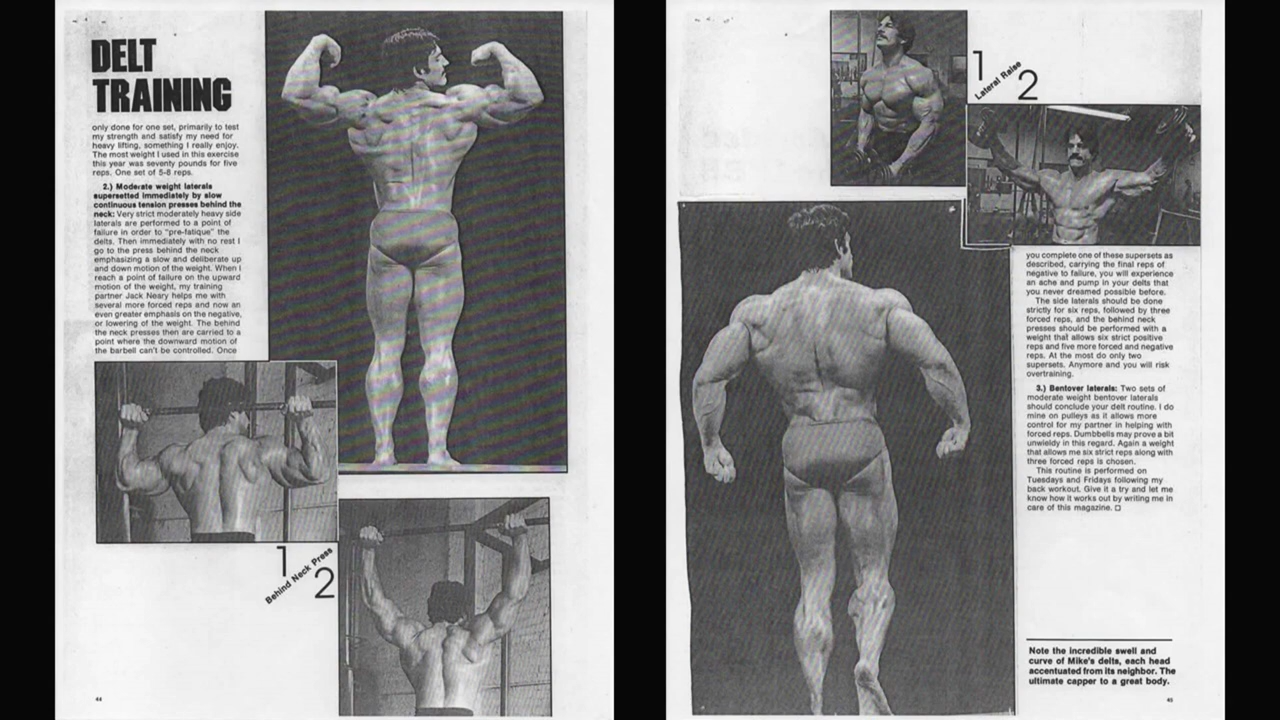 DELT
TRAINING
only done for one set, primarily to test
my strength and satisfy my need for
heavy lifting, something I really enjoy.
The most weight I used in this exercise
this year was seventy pounds for five
reps. One set of 5-8 reps.
2.) Moderate weight laterals
supersetted immediately by slow
continuous tension presses behind the
neck: Very strict moderately heavy side
laterals are performed to a point of
failure in order to "pre-fatique" the
delts. Then immediately with no rest I
go to the press behind the neck
emphasizing a slow and deliberate up
and down motion of the weight. When I
reach a point of failure on the upward
motion of the weight, my training
partner Jack Neary helps me with
several more forced reps and now an
even greater emphasis on the negative,
or lowering of the weight. The behind
the neck presses then are carried to a
point where the downward motion of
the barbell can't be controlled. Once
1
Behind Neck Press
2
44
1
Lateral Raise
2
you complete one of these supersets as
described, carrying the final reps of
negative to failure, you will experience
an ache and pump in your delts that
you never dreamed possible before.
The side laterals should be done
strictly for six reps, followed by three
forced reps, and the behind neck
presses should be performed with a
weight that allows six strict positive
reps and five more forced and negative
reps. At the most do only two
supersets. Anymore and you will risk
overtraining.
3.) Bentover laterals: Two sets of
moderate weight bentover laterals
should conclude your delt routine. I do
mine on pulleys as it allows more
control for my partner in helping with
forced reps. Dumbbells may prove a bit
unwieldy in this regard. Again a weight
that allows me six strict reps along with
three forced reps is chosen.
This routine is performed on
Tuesdays and Fridays following my
back workout. Give it a try and let me
know how it works out by writing me in
care of this magazine. □
Note the incredible swell and
curve of Mike's delts, each head
accentuated from its neighbor. The
ultimate capper to a great body.